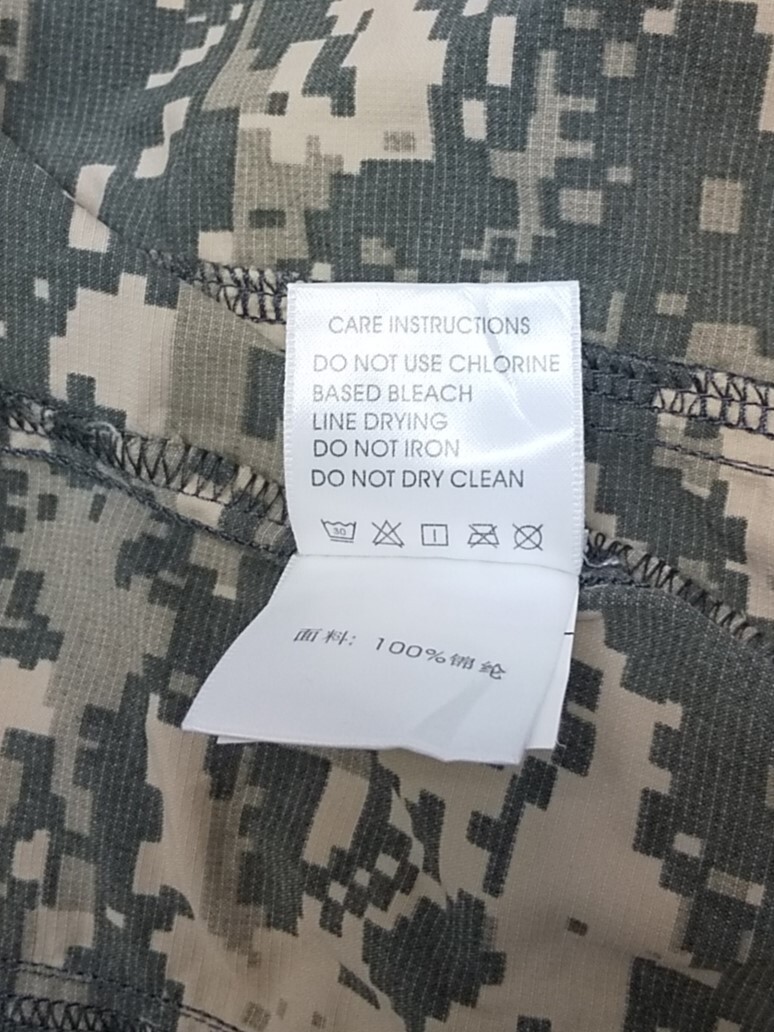 CARE INSTRUCTIONS
DO NOT USE CHLORINE
BASED BLEACH
LINE DRYING
DO NOT IRON
DO NOT DRY CLEAN
30
面料: 100%锦纶